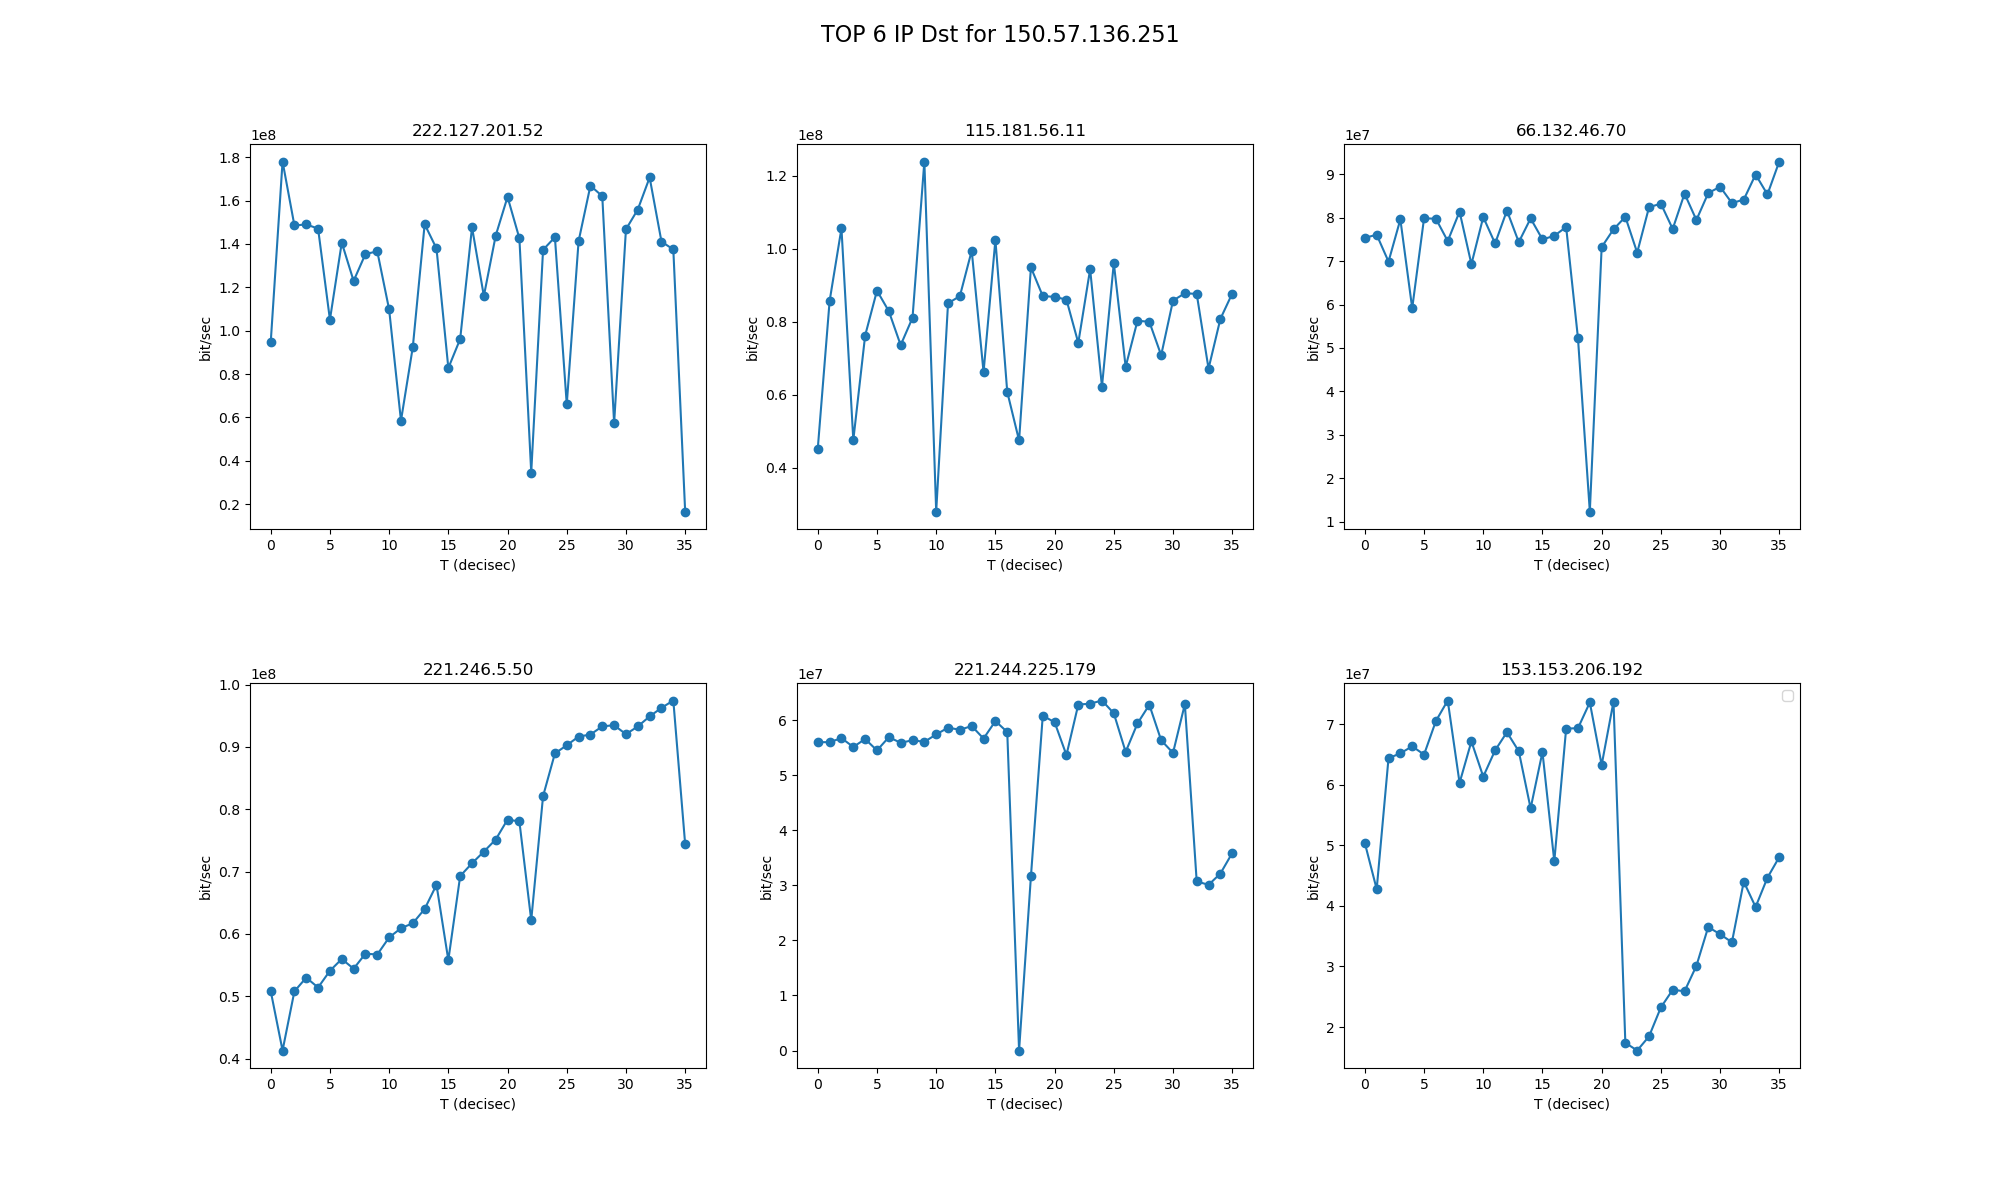 TOP 6 IP Dst for 150.57.136.251
222.127.201.52
1e8
1.8
1.6
1.4
1.2
1.0
0.8
0.6
0.4
0.2
bit/sec
0 5 10 15 20 25 30 35
T (decisec)
115.181.56.11
1e8
1.2
1.0
0.8
0.6
0.4
bit/sec
0 5 10 15 20 25 30 35
T (decisec)
66.132.46.70
1e7
9
8
7
6
5
4
3
2
1
bit/sec
0 5 10 15 20 25 30 35
T (decisec)
221.246.5.50
1e8
1.0
0.9
0.8
0.7
0.6
0.5
0.4
bit/sec
0 5 10 15 20 25 30 35
T (decisec)
221.244.225.179
1e7
6
5
4
3
2
1
0
bit/sec
0 5 10 15 20 25 30 35
T (decisec)
153.153.206.192
1e7
7
6
5
4
3
2
bit/sec
0 5 10 15 20 25 30 35
T (decisec)